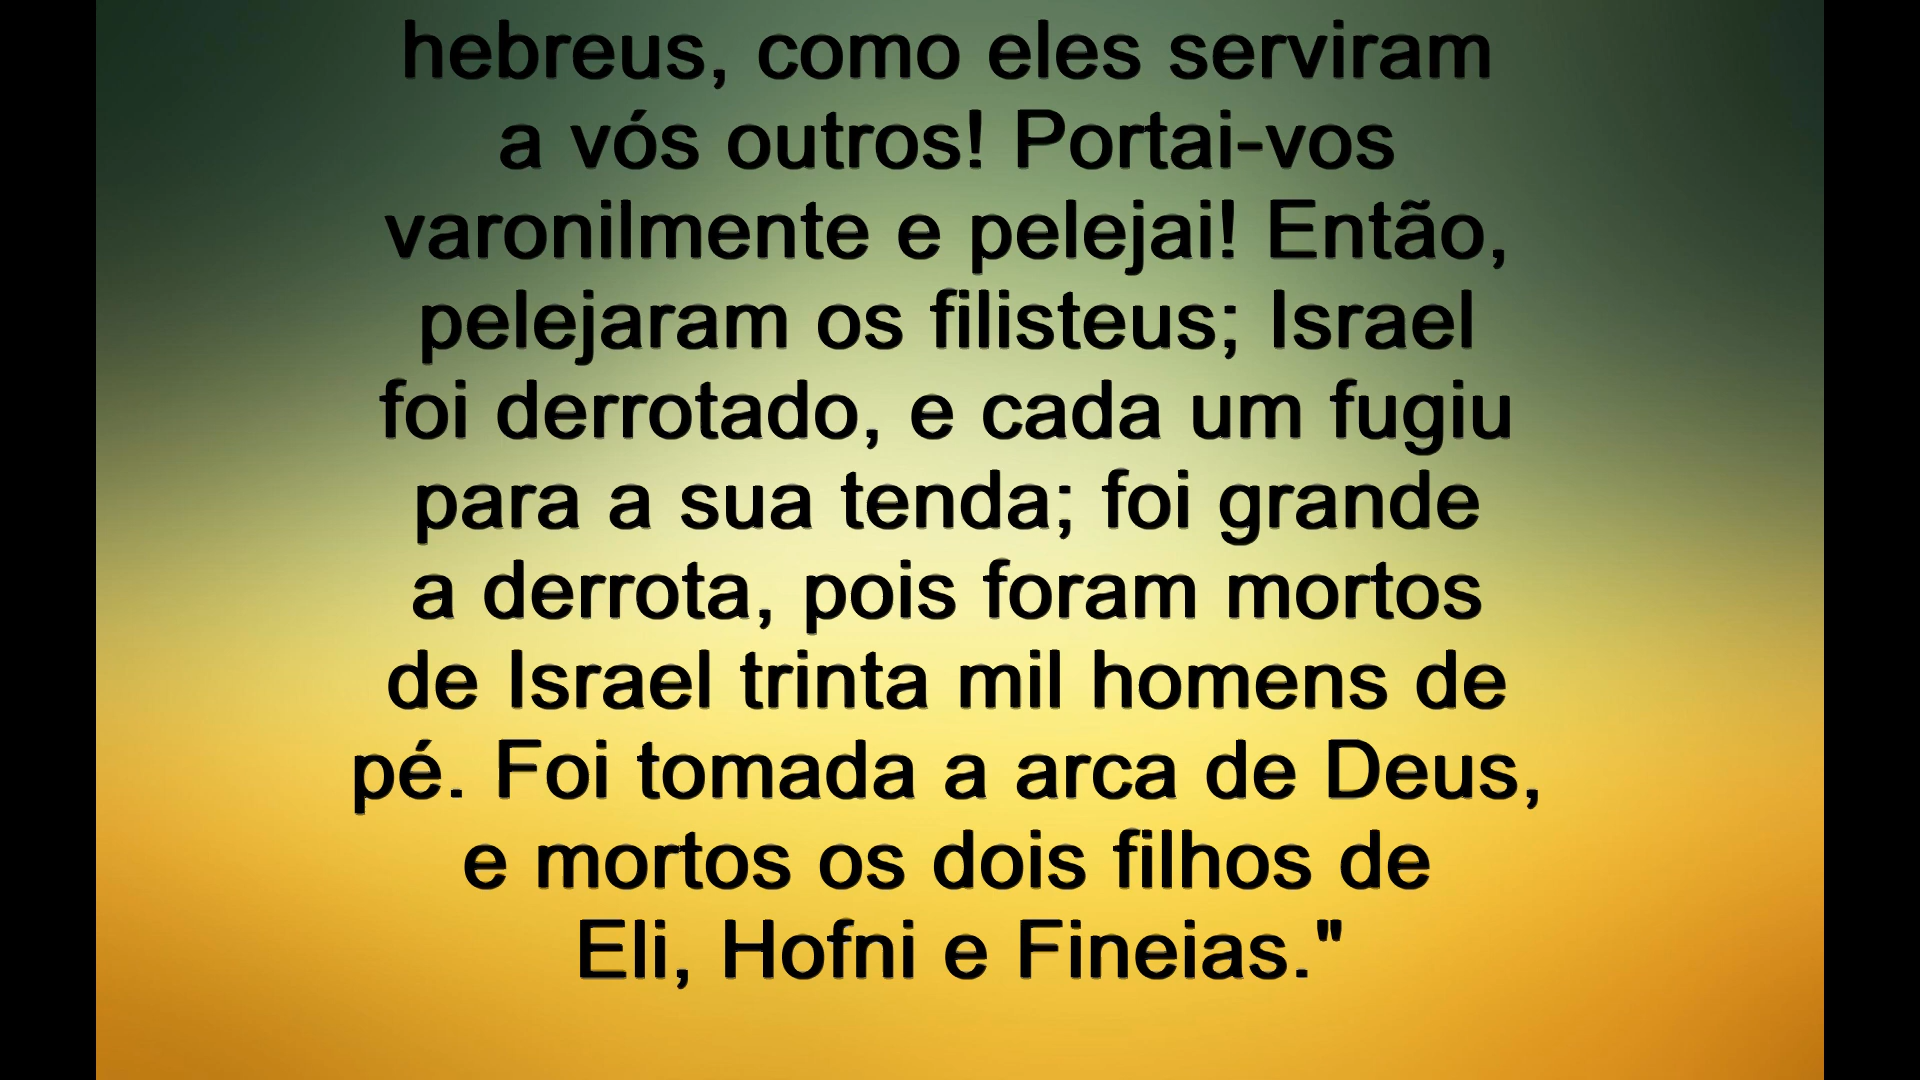 hebreus, como eles serviram
a vós outros! Portai-vos
varonilmente e pelejai! Então,
pelejaram os filisteus; Israel
foi derrotado, e cada um fugiu
para a sua tenda; foi grande
a derrota, pois foram mortos
de Israel trinta mil homens de
pé. Foi tomada a arca de Deus,
e mortos os dois filhos de
Eli, Hofni e Fineias."